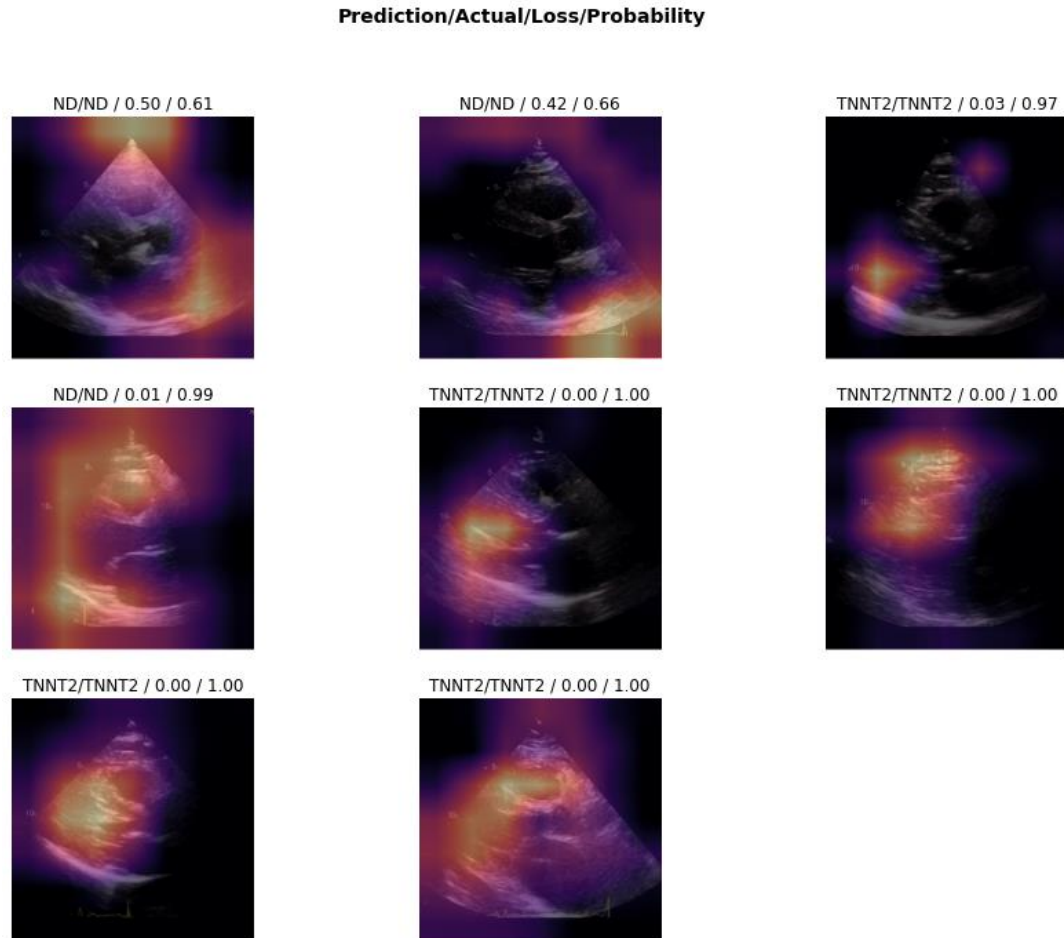 Prediction/Actual/Loss/Probability
ND/ND / 0.50 / 0.61
ND/ND / 0.42 / 0.66
TNNT2/TNNT2 / 0.03 / 0.97
ND/ND / 0.01 / 0.99
TNNT2/TNNT2 / 0.00 / 1.00
TNNT2/TNNT2 / 0.00 / 1.00
TNNT2/TNNT2 / 0.00 / 1.00
TNNT2/TNNT2 / 0.00 / 1.00